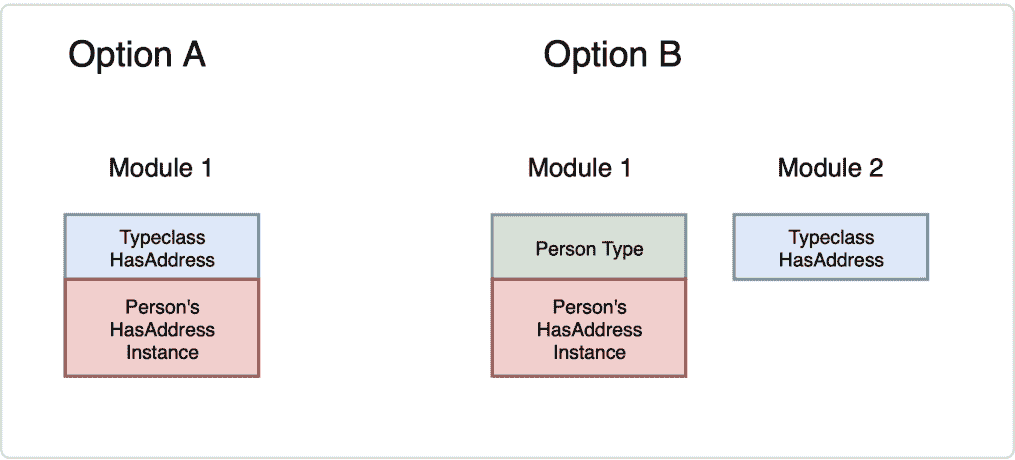 Option A
Option B
Module 1
Typeclass
HasAddress
Person's
HasAddress
Instance
Module 1
Person Type
Person's
HasAddress
Instance
Module 2
Typeclass
HasAddress